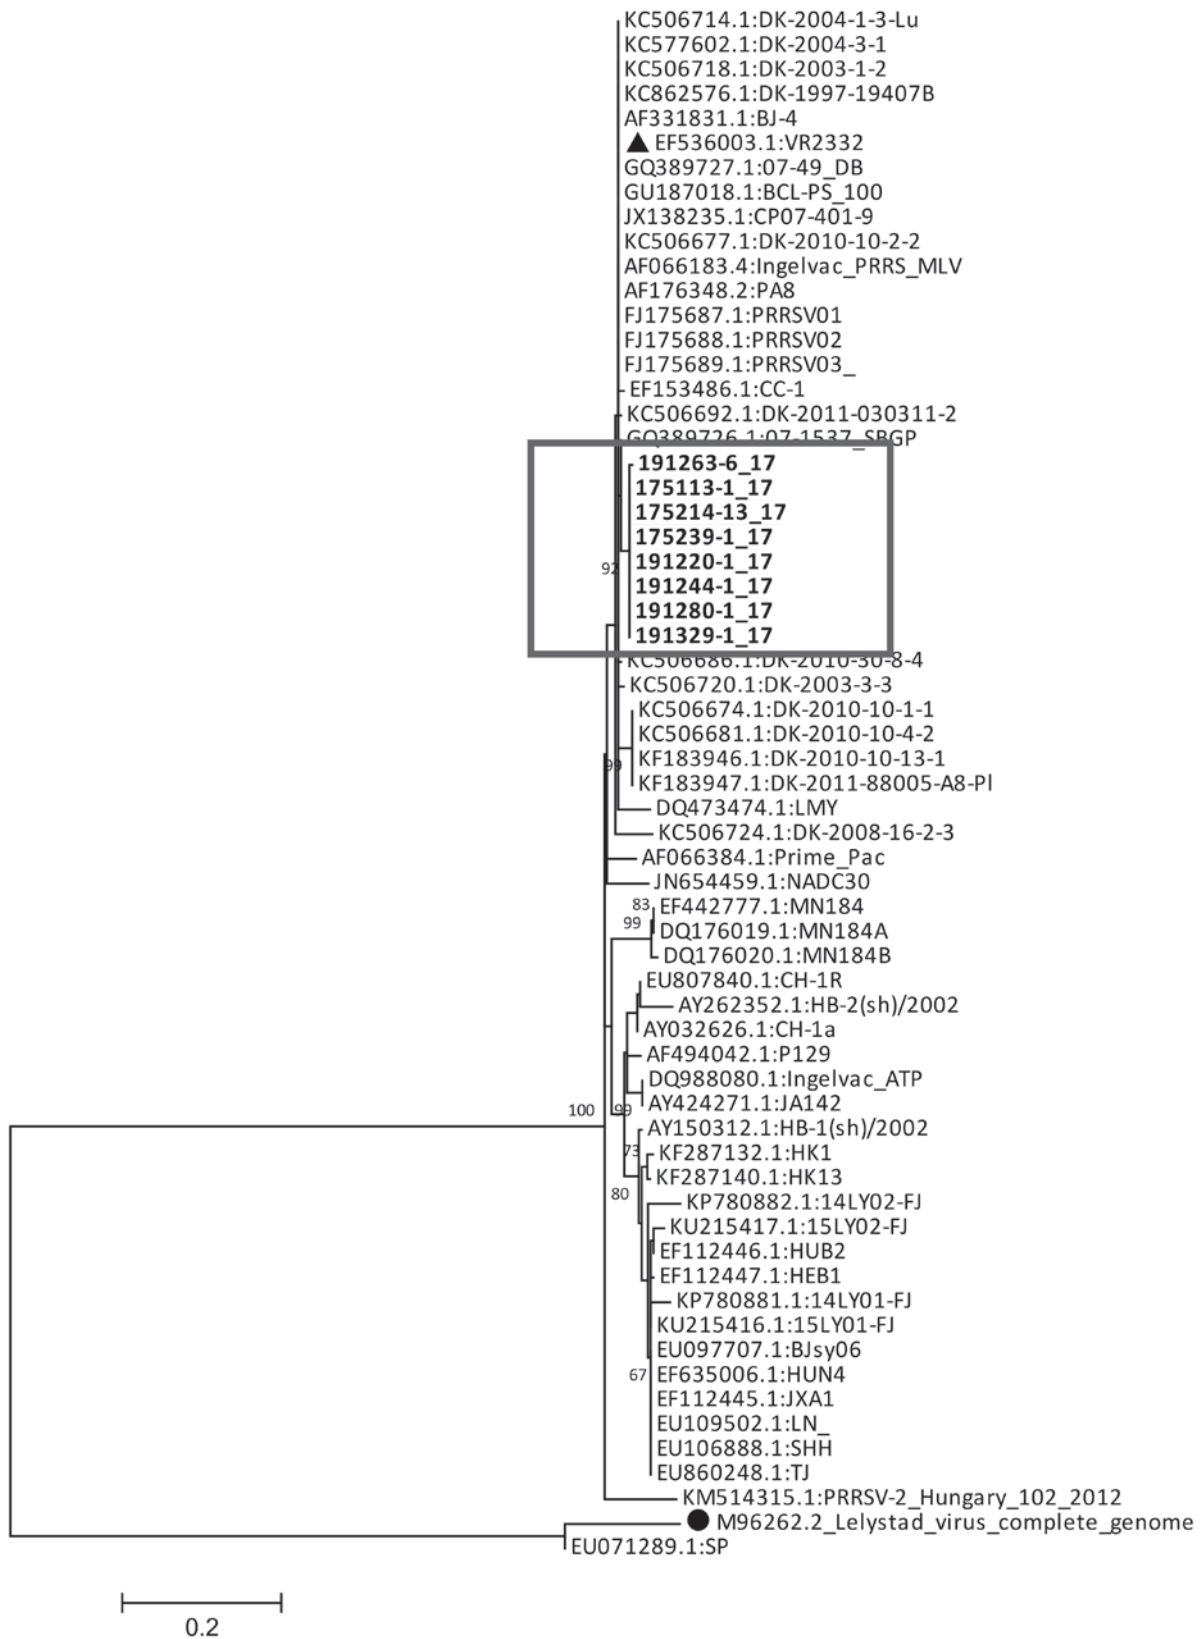 KC506714.1:DK-2004-1-3-Lu
KC577602.1:DK-2004-3-1
KC506718.1:DK-2003-1-2
KC862576.1:DK-1997-19407B
AF331831.1:BJ-4
EF536003.1:VR2332
GQ389727.1:07-49_DB
GU187018.1:BCL-PS_100
JX138235.1:CP07-401-9
KC506677.1:DK-2010-10-2-2
AF066183.4:Ingelvac_PRRS_MLV
AF176348.2:PA8
FJ175687.1:PRRSV01
FJ175688.1:PRRSV02
FJ175689.1:PRRSV03_
EF153486.1:CC-1
KC506692.1:DK-2011-030311-2
GQ389726.1:07-1537_SBGP
191263-6_17
175113-1_17
175214-13_17
175239-1_17
191220-1_17
92
191244-1_17
191280-1_17
191329-1_17
KC506686.1:DK-2010-30-8-4
KC506720.1:DK-2003-3-3
KC506674.1:DK-2010-10-1-1
KC506681.1:DK-2010-10-4-2
KF183946.1:DK-2010-10-13-1
99
KF183947.1:DK-2011-88005-A8-Pl
DQ473474.1:LMY
KC506724.1:DK-2008-16-2-3
AF066384.1:Prime_Pac
JN654459.1:NADC30
83 EF442777.1:MN184
99
DQ176019.1:MN184A
DQ176020.1:MN184B
EU807840.1:CH-1R
AY262352.1:HB-2(sh)/2002
AY032626.1:CH-1a
AF494042.1:P129
DQ988080.1:Ingelvac_ATP
AY424271.1:JA142
100 99
AY150312.1:HB-1(sh)/2002
73
KF287132.1:HK1
KF287140.1:HK13
80
KP780882.1:14LY02-FJ
KU215417.1:15LY02-FJ
EF112446.1:HUB2
EF112447.1:HEB1
KP780881.1:14LY01-FJ
KU215416.1:15LY01-FJ
EU097707.1:BJsy06
67 EF635006.1:HUN4
EF112445.1:JXA1
EU109502.1:LN_
EU106888.1:SHH
EU860248.1:TJ
KM514315.1:PRRSV-2_Hungary_102_2012
M96262.2_Lelystad_virus_complete_genome
EU071289.1:SP
0.2